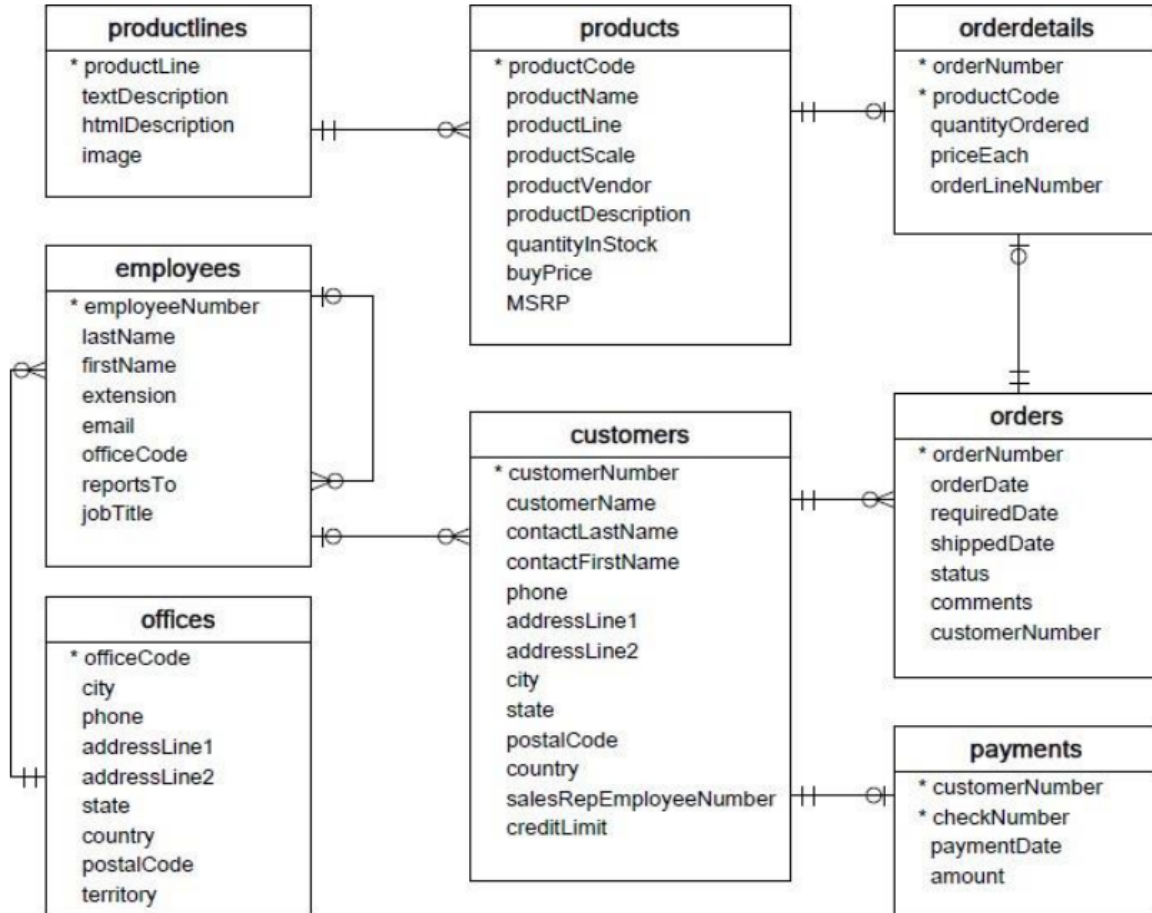 productlines
* productLine
textDescription
htmlDescription
image
products
* productCode
productName
productLine
productScale
productVendor
productDescription
quantityInStock
buyPrice
MSRP
orderdetails
* orderNumber
* productCode
quantityOrdered
priceEach
orderLineNumber
employees
* employeeNumber
lastName
firstName
extension
email
officeCode
reportsTo
jobTitle
customers
* customerNumber
customerName
contactLastName
contactFirstName
phone
addressLine1
addressLine2
city
state
postalCode
country
salesRepEmployeeNumber
creditLimit
orders
* orderNumber
orderDate
requiredDate
shippedDate
status
comments
customerNumber
offices
* officeCode
city
phone
addressLine1
addressLine2
state
country
postalCode
territory
payments
* customerNumber
* checkNumber
paymentDate
amount